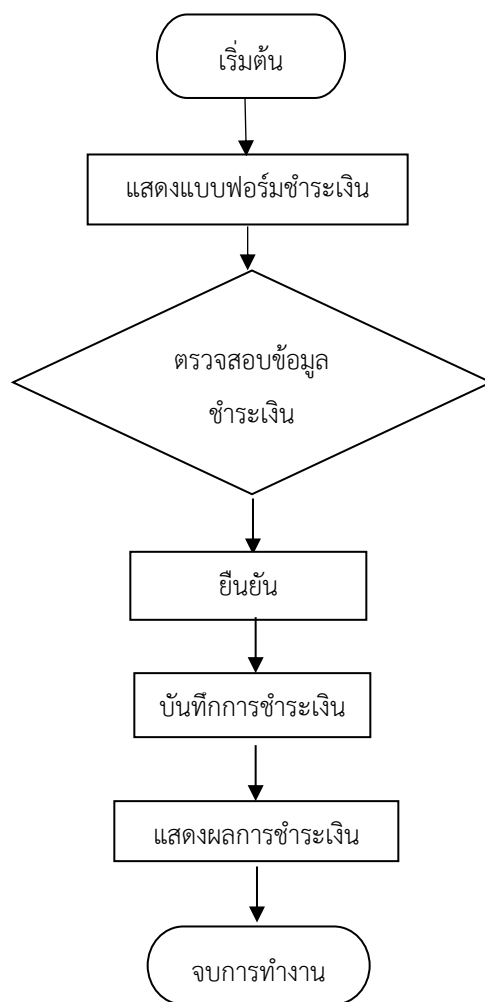 เริ่มต้น
แสดงแบบฟอร์มชำระเงิน
ตรวจสอบข้อมูล
ชำระเงิน
ยืนยัน
บันทึกการชำระเงิน
แสดงผลการชำระเงิน
จบการทำงาน